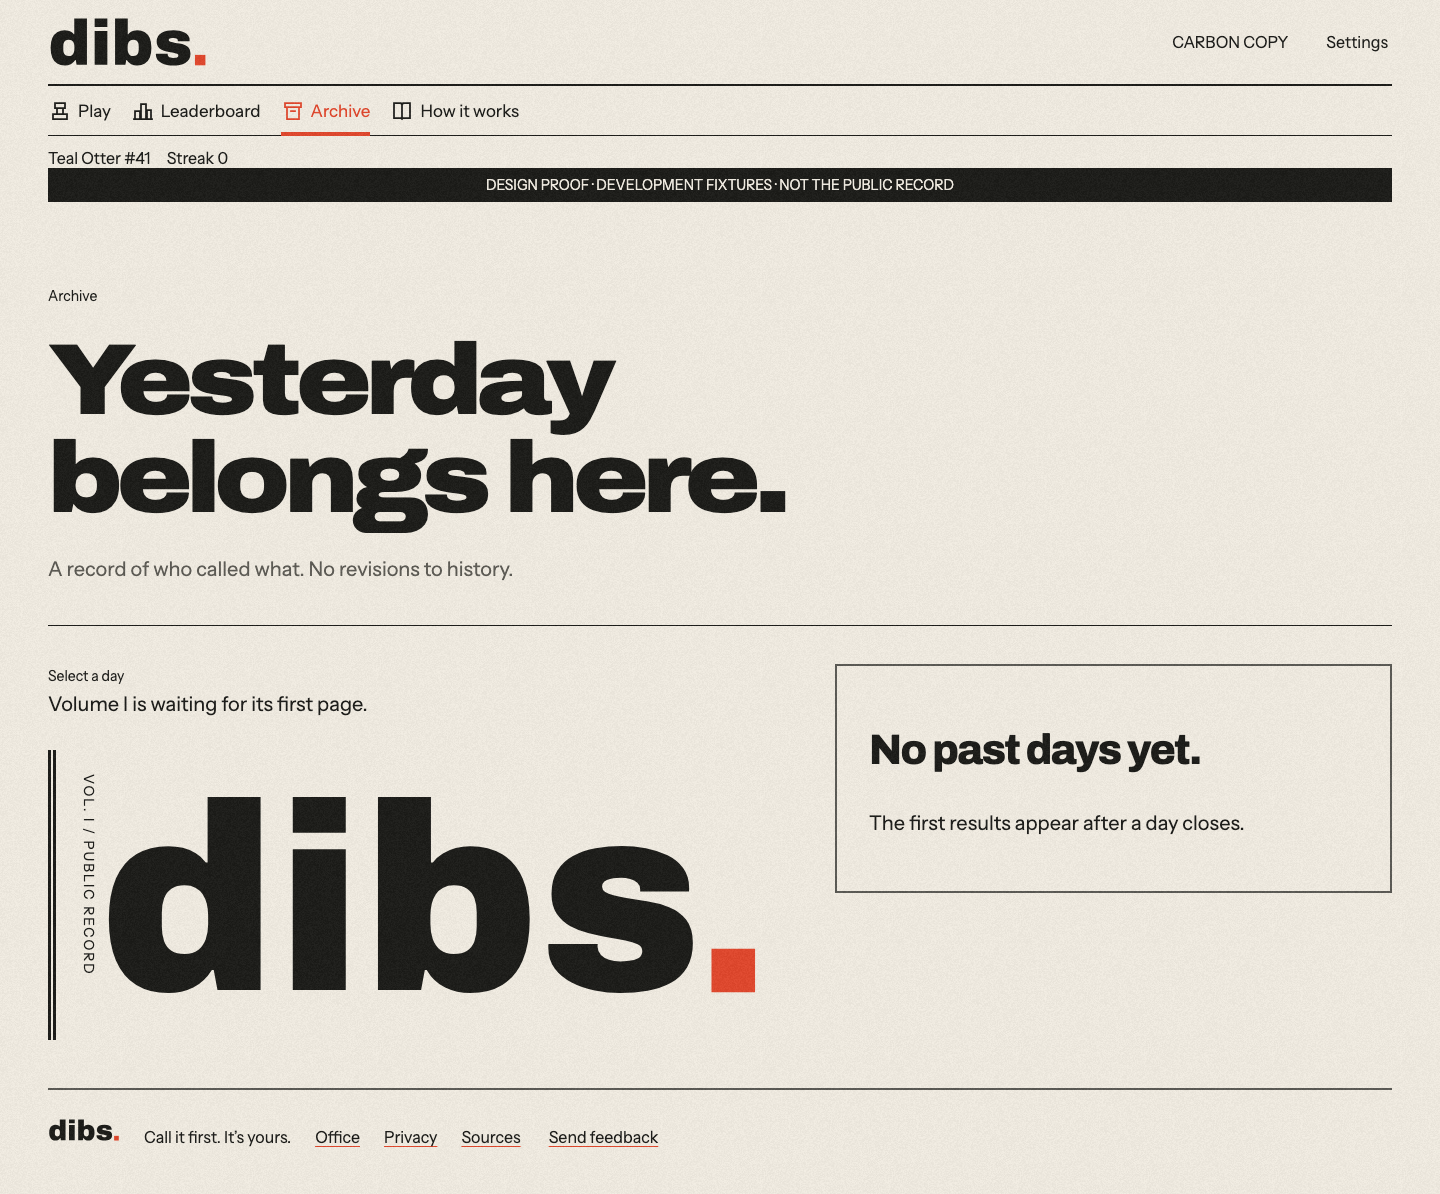 dibs.
CARBON COPY Settings
Play Leaderboard Archive How it works
Teal Otter #41 Streak 0
DESIGN PROOF · DEVELOPMENT FIXTURES · NOT THE PUBLIC RECORD
Archive
Yesterday
belongs here.
A record of who called what. No revisions to history.
Select a day
Volume I is waiting for its first page.
VOL. I / PUBLIC RECORD
dibs.
No past days yet.
The first results appear after a day closes.
dibs. Call it first. It’s yours. Office Privacy Sources Send feedback